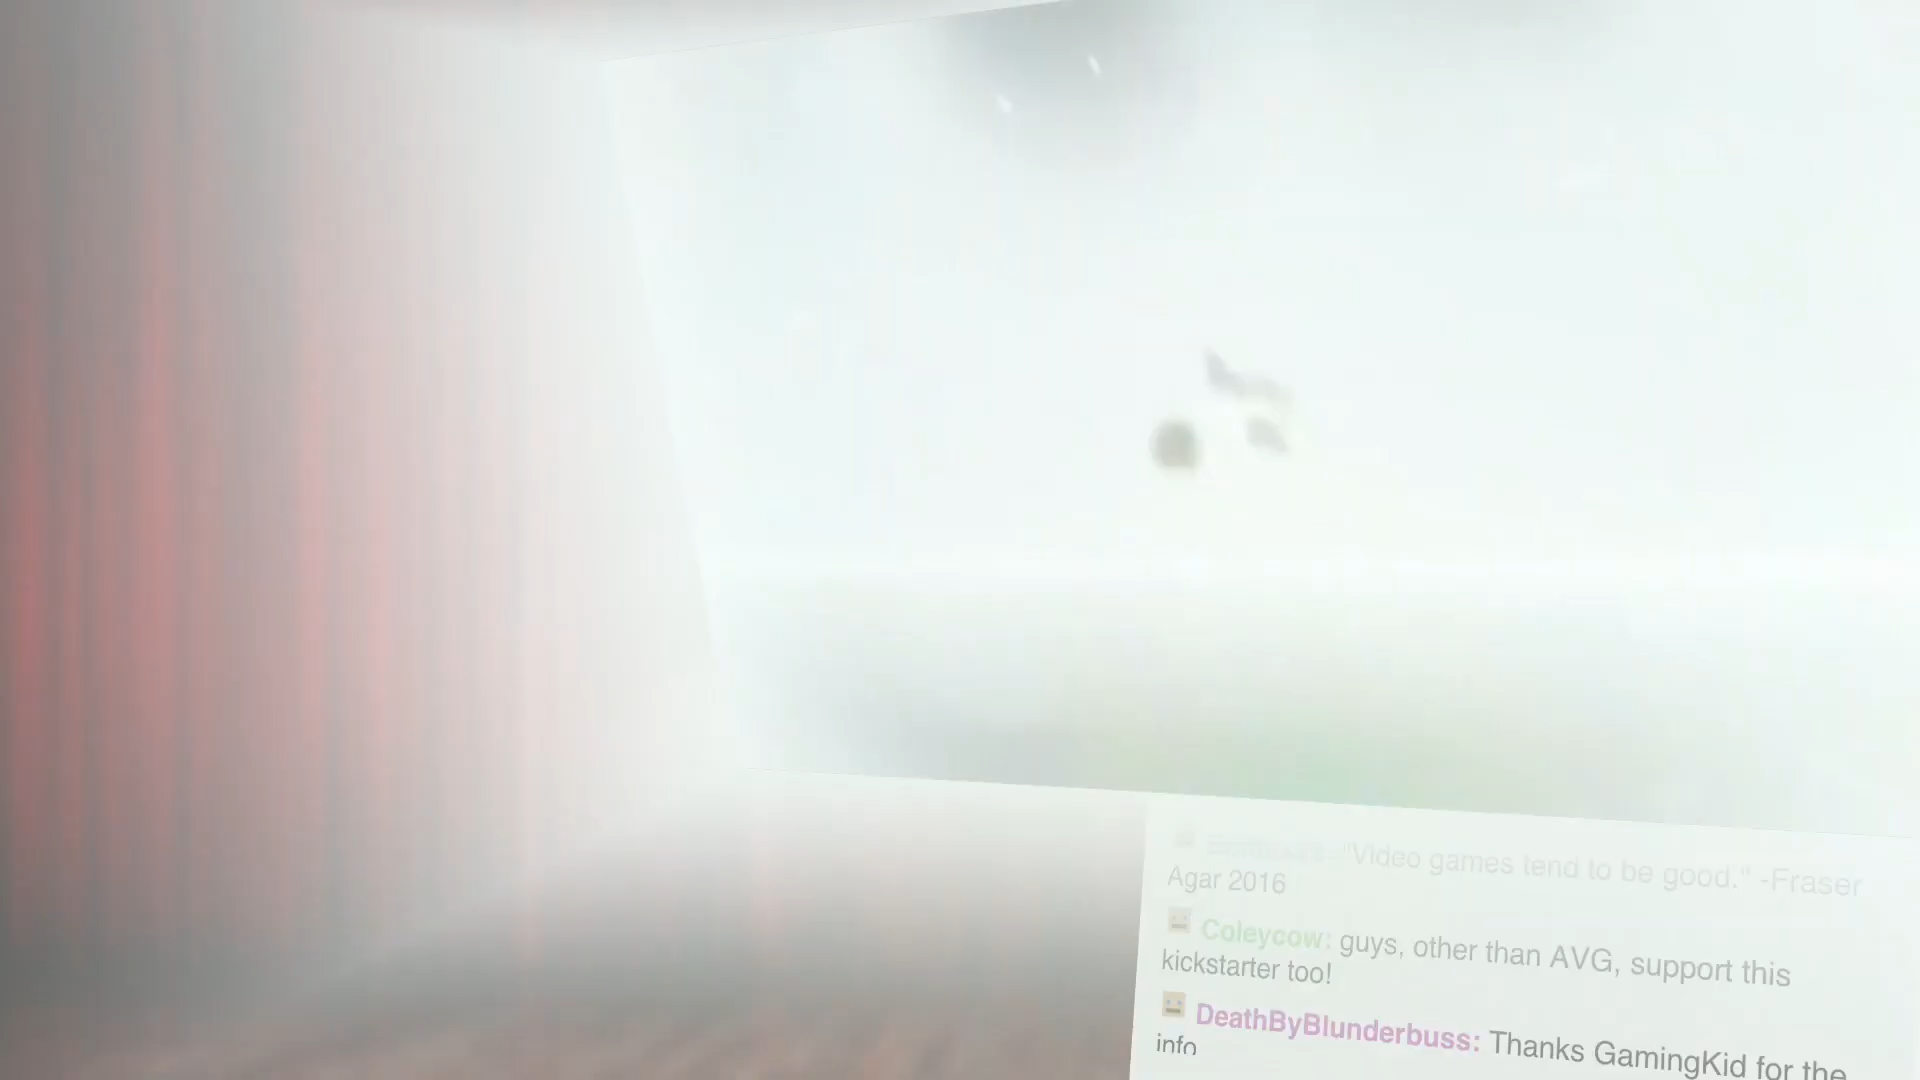 "Video games tend to be good." -Fraser
Agar 2016
Coleycow: guys, other than AVG, support this
kickstarter too!
DeathByBlunderbuss: Thanks GamingKid for the
info